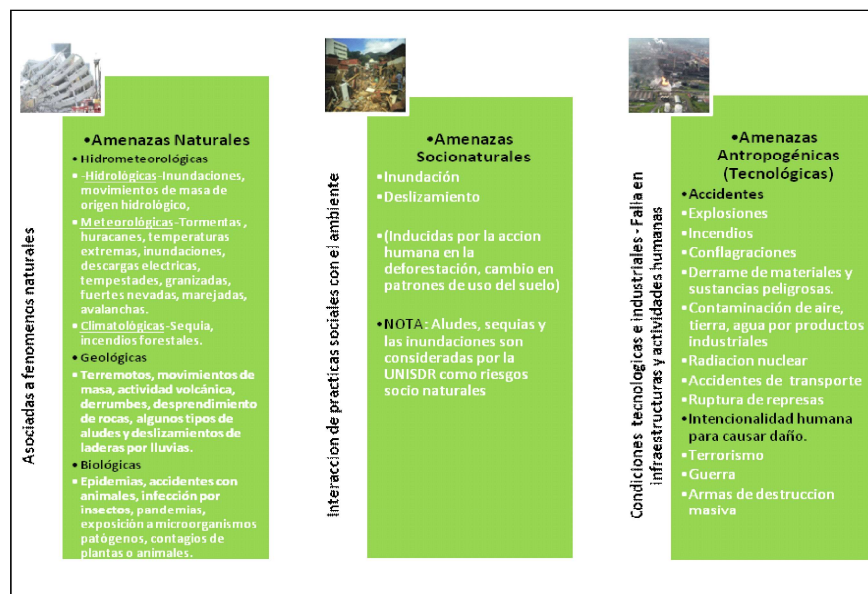 Asociadas a fenomenos naturales
•Amenazas Naturales
• Hidrometeorológicas
▪ -Hidrológicas-Inundaciones,
movimientos de masa de
origen hidrológico,
▪ Meteorológicas-Tormentas ,
huracanes, temperaturas
extremas, inundaciones,
descargas electricas,
tempestades, granizadas,
fuertes nevadas, marejadas,
avalanchas.
▪ Climatológicas-Sequia,
incendios forestales.
• Geológicas
▪ Terremotos, movimientos de
masa, actividad volcánica,
derrumbes, desprendimiento de
rocas, algunos tipos de
aludes y deslizamientos de
laderas por lluvias.
• Biológicas
▪ Epidemias, accidentes con
animales, infección por
insectos, pandemias,
exposición a microorganismos
patógenos, contagios de
plantas o animales.
Interaccion de practicas sociales con el ambiente
•Amenazas
Socionaturales
▪ Inundación
▪ Deslizamiento
▪ (Inducidas por la accion
humana en la
deforestación, cambio en
patrones de uso del suelo)
▪ NOTA: Aludes, sequias y
las inundaciones son
consideradas por la
UNISDR como riesgos
socio naturales
Condiciones tecnologicas e industriales - Falla en
infraestructuras y actividades humanas
•Amenazas
Antropogénicas
(Tecnológicas)
• Accidentes
▪ Explosiones
▪ Incendios
▪ Conflagraciones
▪ Derrame de materiales y
sustancias peligrosas.
▪ Contaminación de aire,
tierra, agua por productos
industriales
▪ Radiacion nuclear
▪ Accidentes de transporte
▪ Ruptura de represas
• Intencionalidad humana
para causar daño.
▪ Terrorismo
▪ Guerra
▪ Armas de destruccion
masiva